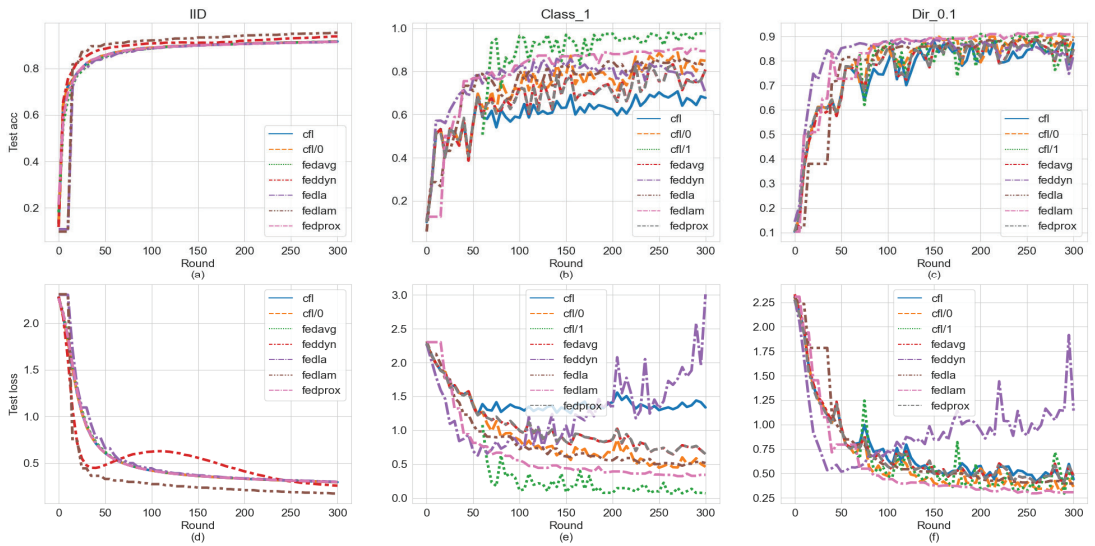 IID
Test acc
0.8
0.6
0.4
0.2
cfl
cfl/0
fedavg
feddyn
fedla
fedlam
fedprox
0 50 100 150 200 250 300
Round
(a)
Class_1
1.0
0.8
0.6
0.4
0.2
cfl
cfl/0
cfl/1
fedavg
feddyn
fedla
fedlam
fedprox
0 50 100 150 200 250 300
Round
(b)
Dir_0.1
0.9
0.8
0.7
0.6
0.5
0.4
0.3
0.2
0.1
cfl
cfl/0
cfl/1
fedavg
feddyn
fedla
fedlam
fedprox
0 50 100 150 200 250 300
Round
(c)
Test loss
2.0
1.5
1.0
0.5
cfl
cfl/0
fedavg
feddyn
fedla
fedlam
fedprox
0 50 100 150 200 250 300
Round
(d)
3.0
2.5
2.0
1.5
1.0
0.5
0.0
cfl
cfl/0
cfl/1
fedavg
feddyn
fedla
fedlam
fedprox
0 50 100 150 200 250 300
Round
(e)
2.25
2.00
1.75
1.50
1.25
1.00
0.75
0.50
0.25
cfl
cfl/0
cfl/1
fedavg
feddyn
fedla
fedlam
fedprox
0 50 100 150 200 250 300
Round
(f)